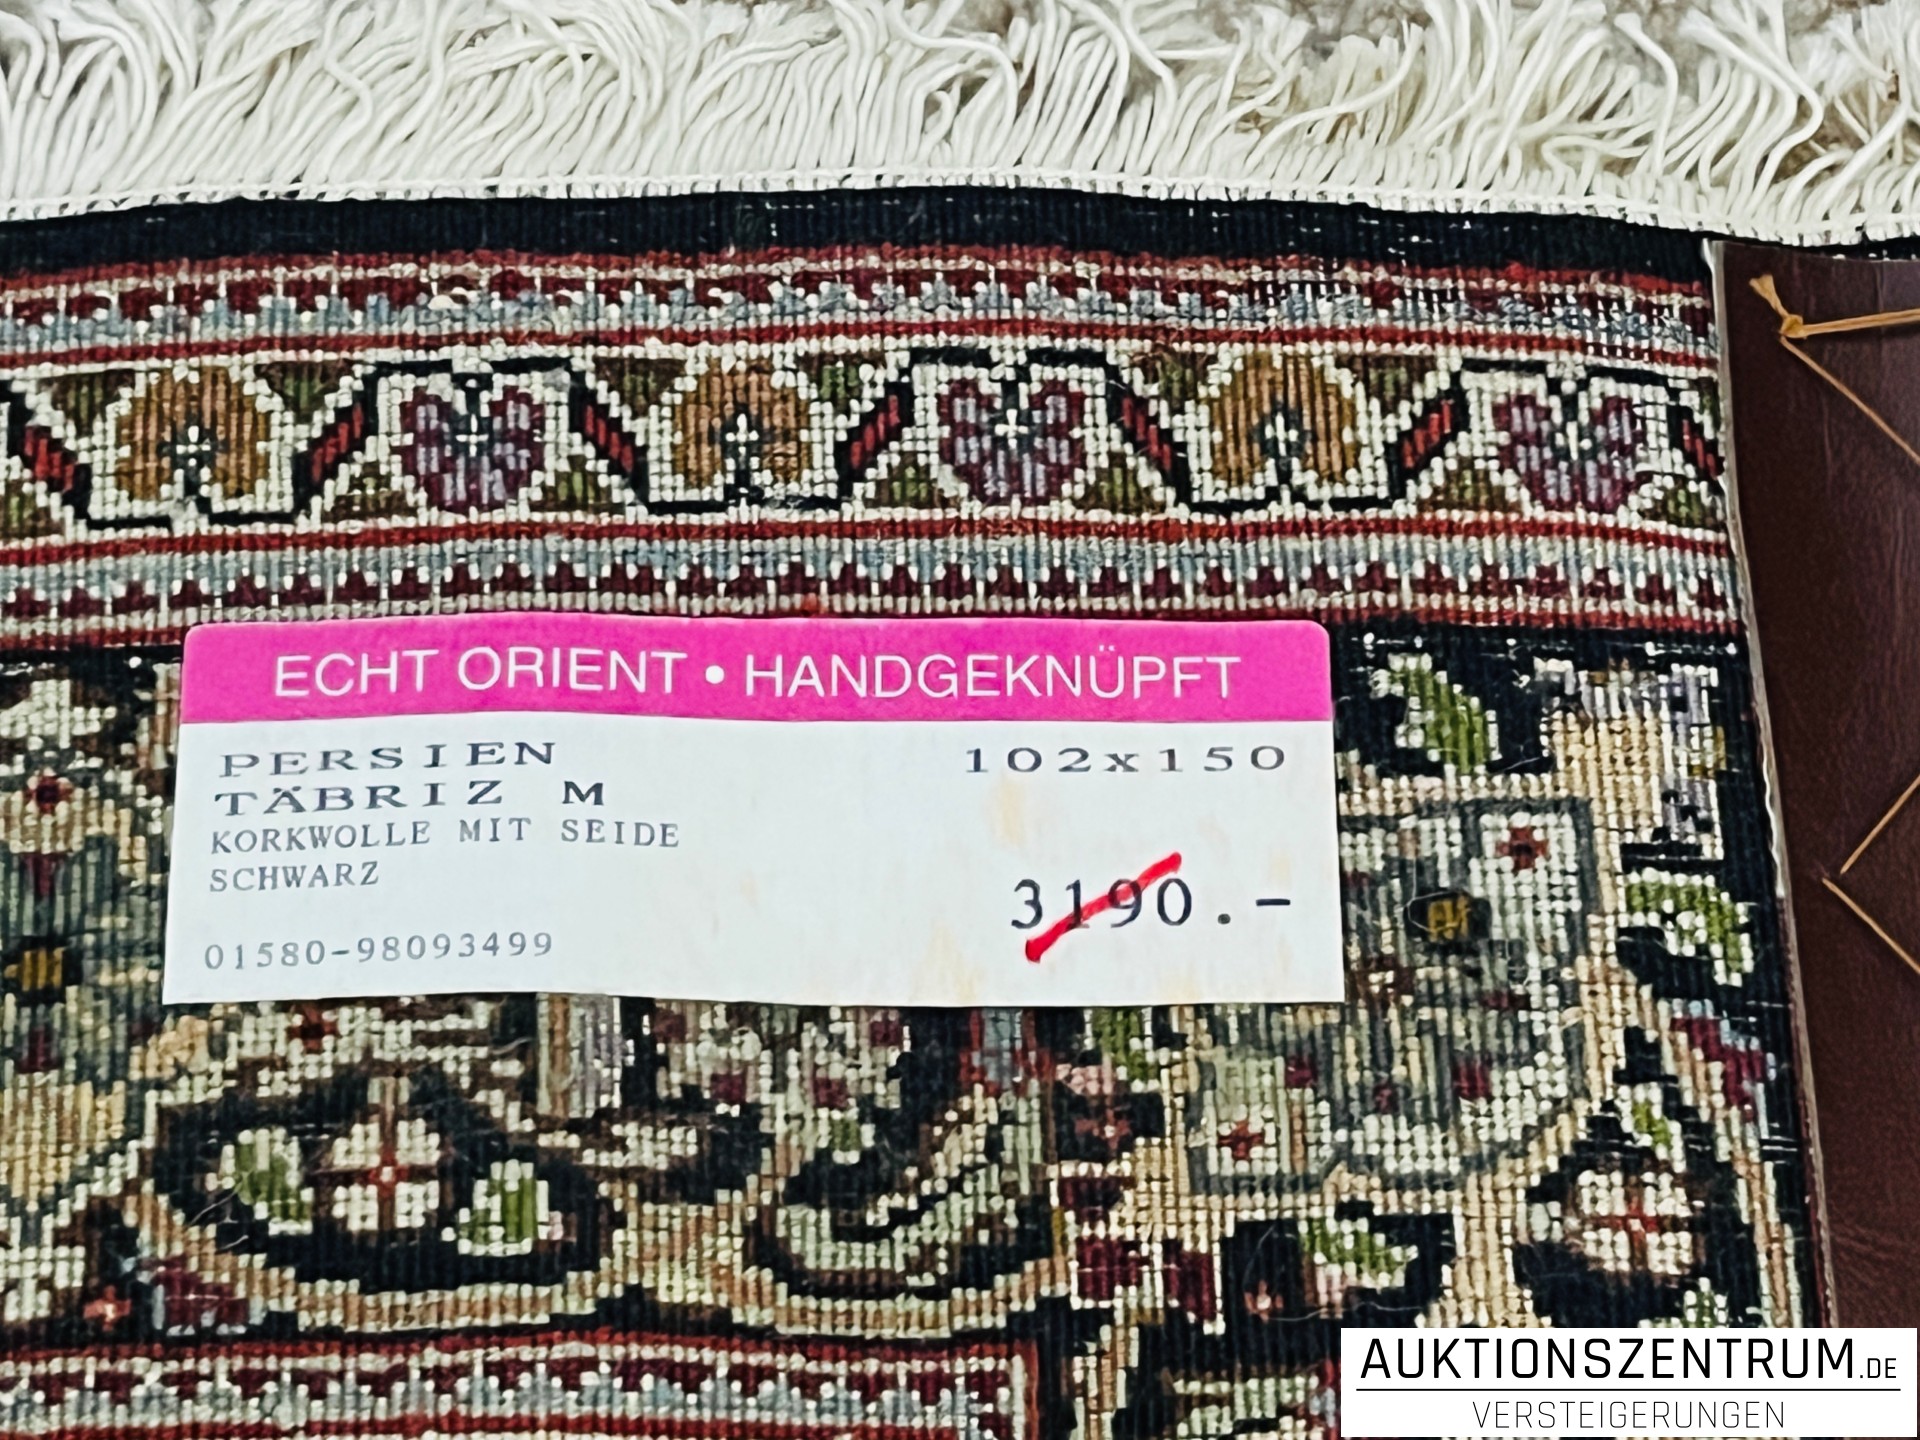 ECHT ORIENT • HANDGEKNÜPFT
PERSIEN 102x150
TÄBRIZ M
KORKWOLLE MIT SEIDE
SCHWARZ
3190.-
01580-98093499
AUKTIONSZENTRUM.DE
VERSTEIGERUNGEN